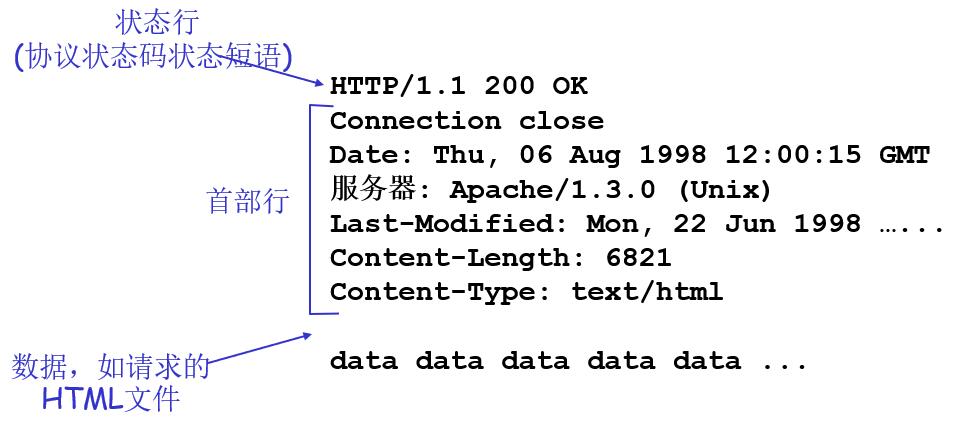 状态行
(协议状态码状态短语)
HTTP/1.1 200 OK
Connection close
Date: Thu, 06 Aug 1998 12:00:15 GMT
服务器: Apache/1.3.0 (Unix)
首部行
Last-Modified: Mon, 22 Jun 1998 …...
Content-Length: 6821
Content-Type: text/html
数据，如请求的
HTML文件
data data data data data ...